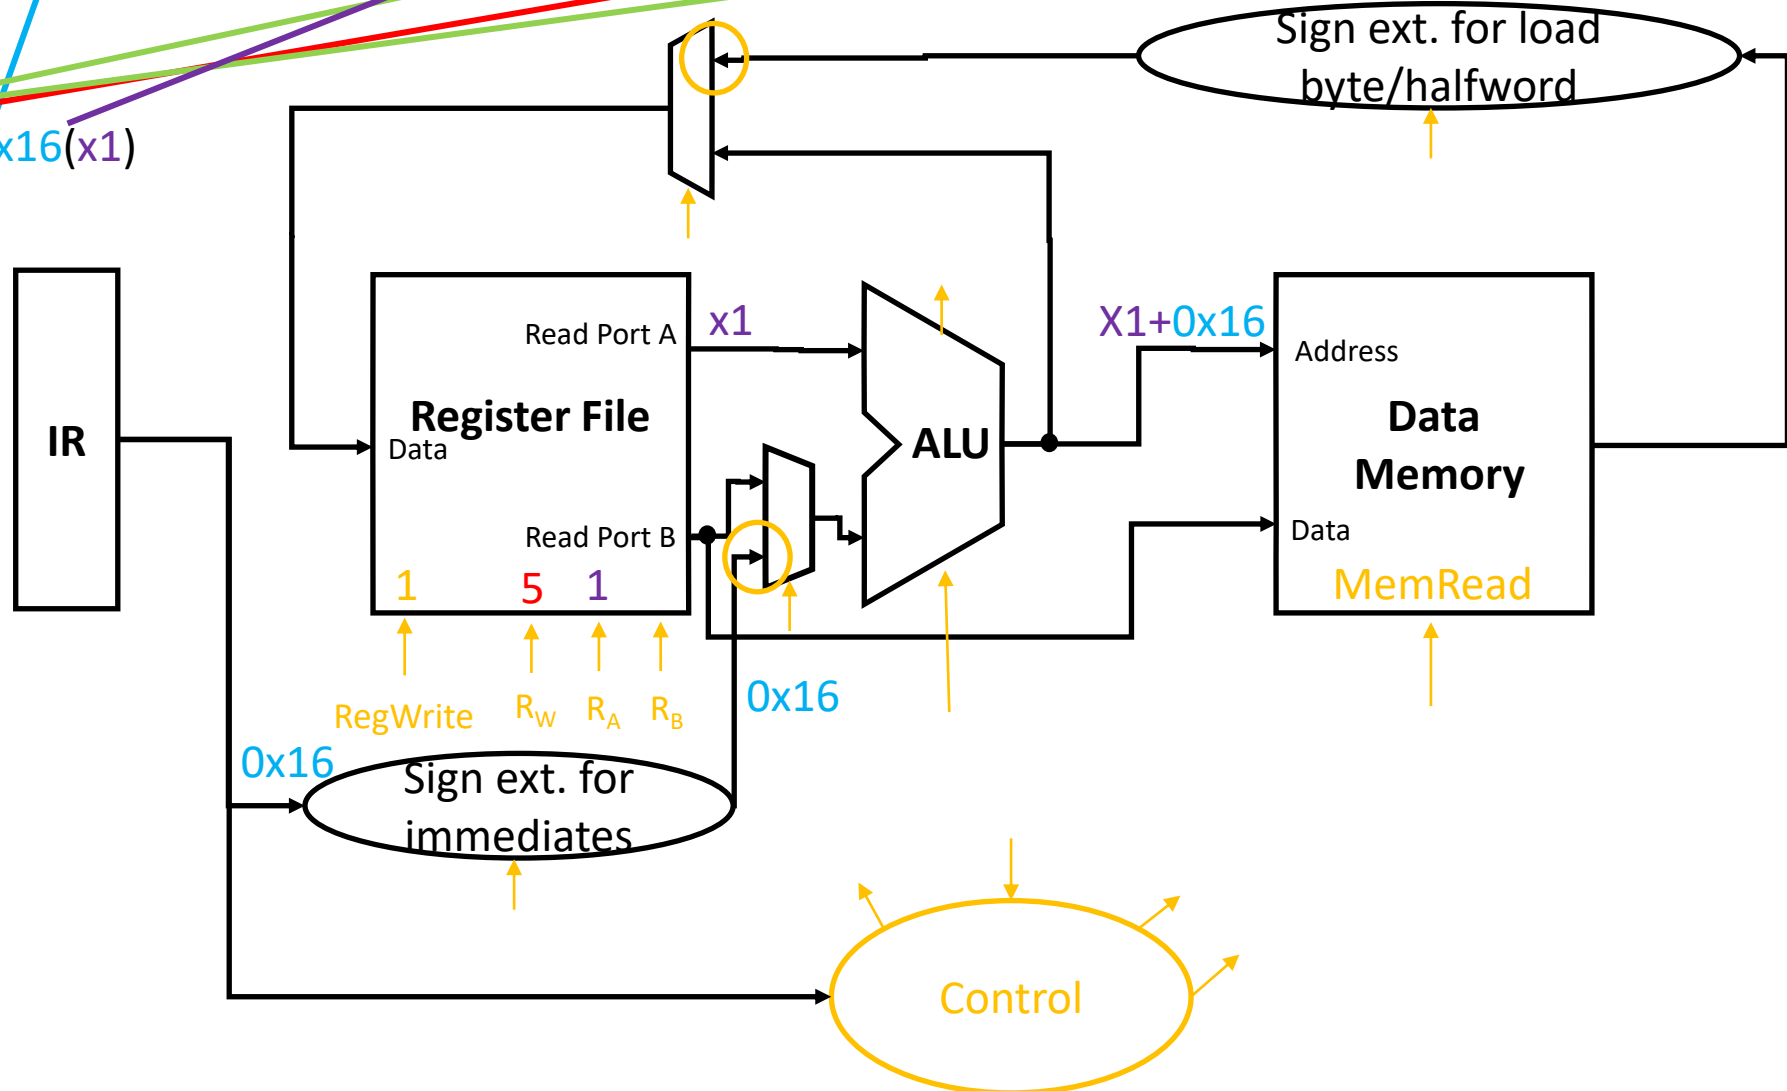 Sign ext. for load
byte/halfword
x16(x1)
IR
Read Port A
x1
X1+0x16
Address
Register File
Data
ALU
Data
Memory
Read Port B
Data
1
5
1
MemRead
RegWrite
RW
RA
RB
0x16
0x16
Sign ext. for
immediates
Control